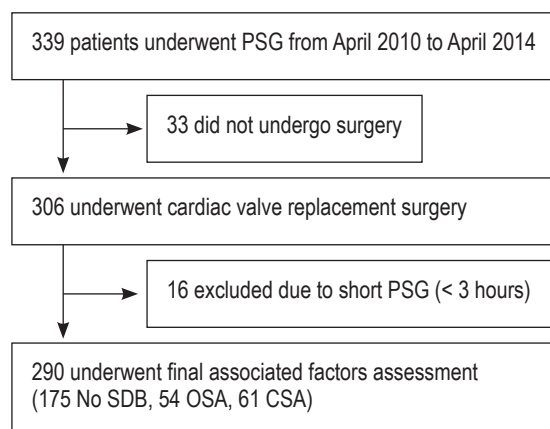 339 patients underwent PSG from April 2010 to April 2014
33 did not undergo surgery
306 underwent cardiac valve replacement surgery
16 excluded due to short PSG (< 3 hours)
290 underwent final associated factors assessment
(175 No SDB, 54 OSA, 61 CSA)